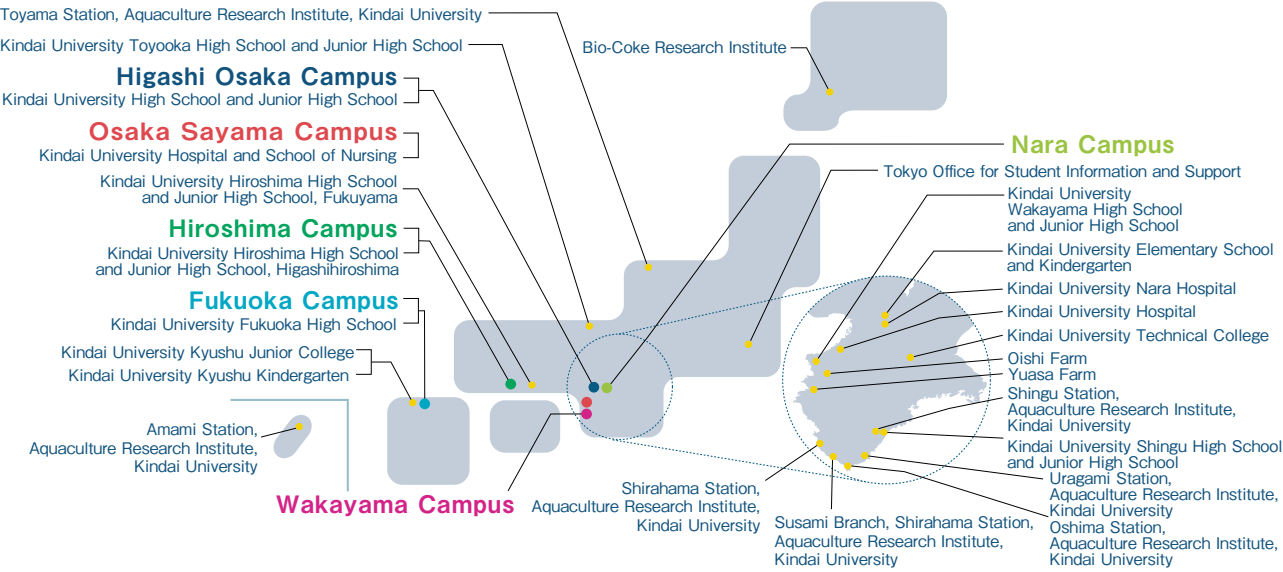 Toyama Station, Aquaculture Research Institute, Kindai University
Kindai University Toyooka High School and Junior High School
Higashi Osaka Campus
Kindai University High School and Junior High School
Osaka Sayama Campus
Kindai University Hospital and School of Nursing
Kindai University Hiroshima High School
and Junior High School, Fukuyama
Hiroshima Campus
Kindai University Hiroshima High School
and Junior High School, Higashihiroshima
Fukuoka Campus
Kindai University Fukuoka High School
Kindai University Kyushu Junior College
Kindai University Kyushu Kindergarten
Amami Station,
Aquaculture Research Institute,
Kindai University
Wakayama Campus
Bio-Coke Research Institute
Nara Campus
Tokyo Office for Student Information and Support
Kindai University
Wakayama High School
and Junior High School
Kindai University Elementary School
and Kindergarten
Kindai University Nara Hospital
Kindai University Hospital
Kindai University Technical College
Oishi Farm
Yuasa Farm
Shingu Station,
Aquaculture Research Institute,
Kindai University
Kindai University Shingu High School
and Junior High School
Uragami Station,
Aquaculture Research Institute,
Kindai University
Oshima Station,
Aquaculture Research Institute,
Kindai University
Shirahama Station,
Aquaculture Research Institute,
Kindai University
Susami Branch, Shirahama Station,
Aquaculture Research Institute,
Kindai University